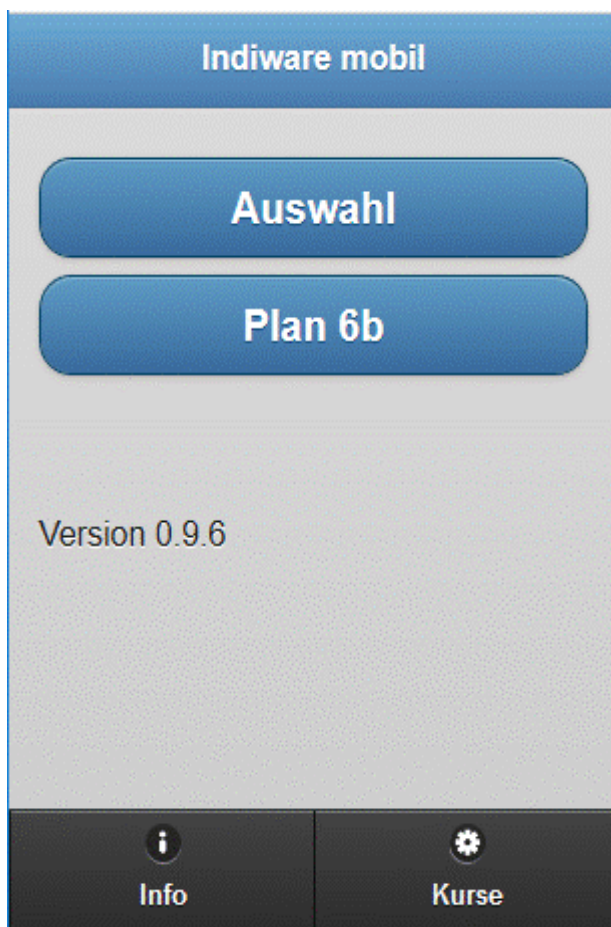 Indiware mobil
Auswahl
Plan 6b
Version 0.9.6
Info
Kurse